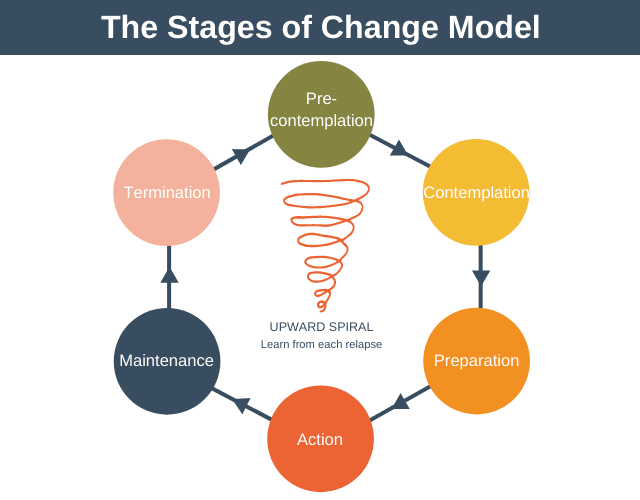 The Stages of Change Model
Pre-
contemplation
Contemplation
Preparation
Action
Maintenance
Termination
UPWARD SPIRAL
Learn from each relapse